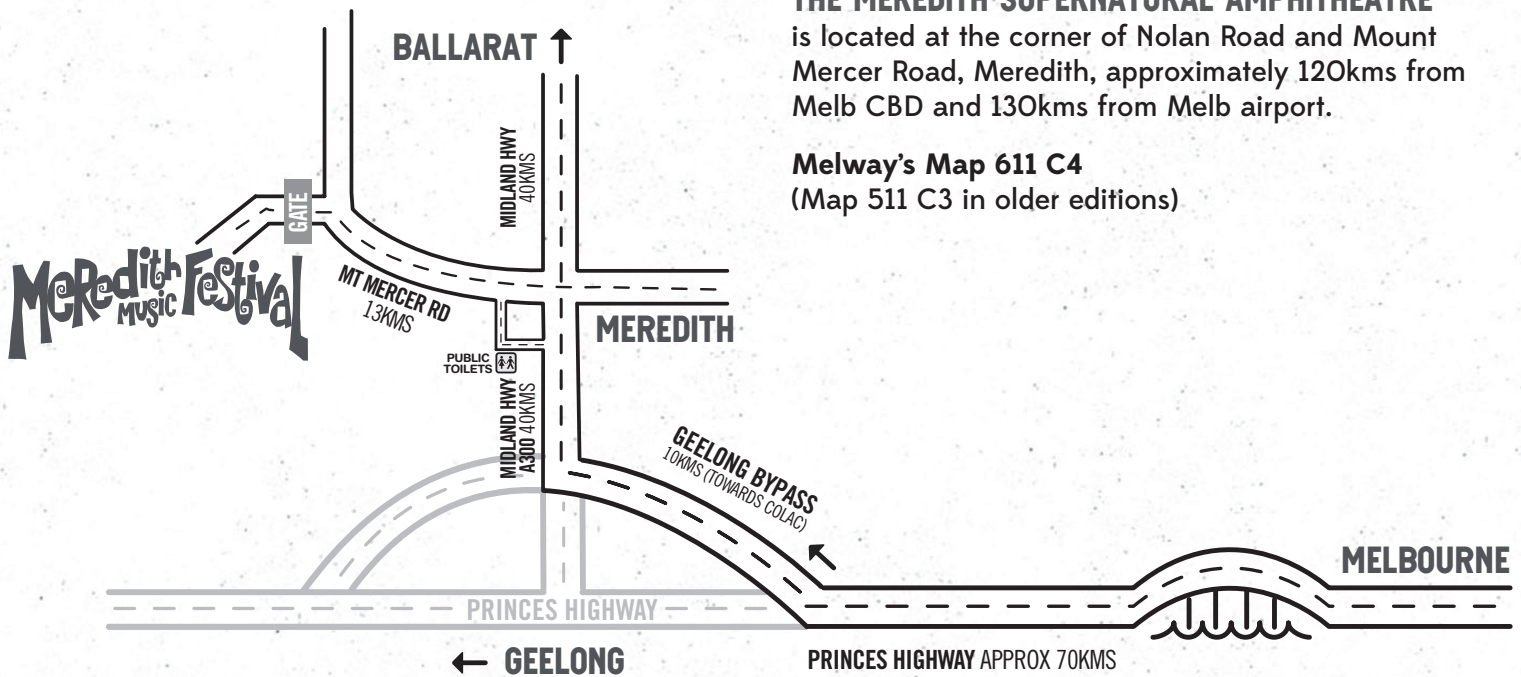 THE MEREDITH SUPERNATURAL AMPHITHEATRE
is located at the corner of Nolan Road and Mount
Mercer Road, Meredith, approximately 120kms from
Melb CBD and 130kms from Melb airport.
Melway's Map 611 C4
(Map 511 C3 in older editions)
BALLARAT
MIDLAND HWY
40KMS
GATE
MeRedith
MUSic
FeStival
MT MERCER RD
13KMS
MEREDITH
PUBLIC
TOILETS
MIDLAND HWY
A300 40KMS
GEELONG BYPASS
10KMS (TOWARDS COLAC)
MELBOURNE
PRINCES HIGHWAY
GEELONG
PRINCES HIGHWAY APPROX 70KMS